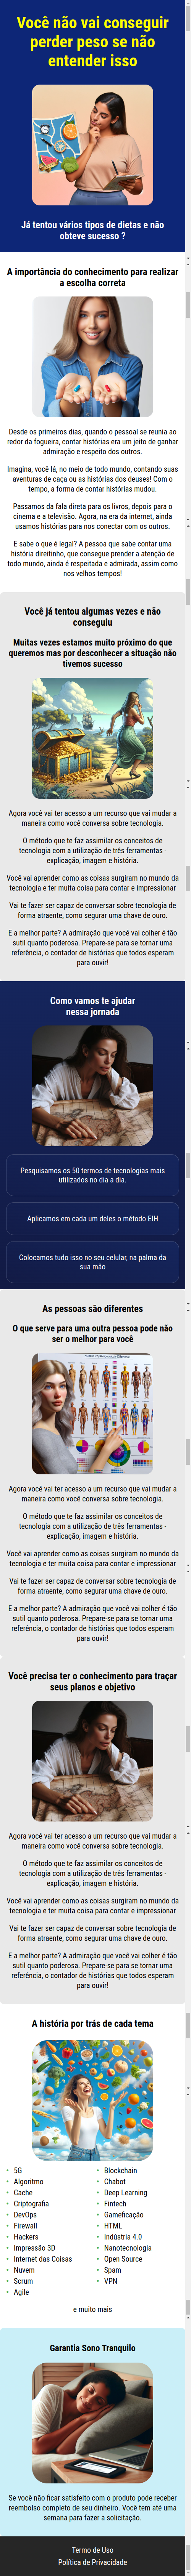 Você não vai conseguir
perder peso se não
entender isso
Já tentou vários tipos de dietas e não
obteve sucesso ?
A importância do conhecimento para realizar
a escolha correta
Desde os primeiros dias, quando o pessoal se reunia ao
redor da fogueira, contar histórias era um jeito de ganhar
admiração e respeito dos outros.
Imagina, você lá, no meio de todo mundo, contando suas
aventuras de caça ou as histórias dos deuses! Com o
tempo, a forma de contar histórias mudou.
Passamos da fala direta para os livros, depois para o
cinema e a televisão. Agora, na era da internet, ainda
usamos histórias para nos conectar com os outros.
E sabe o que é legal? A pessoa que sabe contar uma
história direitinho, que consegue prender a atenção de
todo mundo, ainda é respeitada e admirada, assim como
nos velhos tempos!
Você já tentou algumas vezes e não
conseguiu
Muitas vezes estamos muito próximo do que
queremos mas por desconhecer a situação não
tivemos sucesso
Agora você vai ter acesso a um recurso que vai mudar a
maneira como você conversa sobre tecnologia.
O método que te faz assimilar os conceitos de
tecnologia com a utilização de três ferramentas -
explicação, imagem e história.
Você vai aprender como as coisas surgiram no mundo da
tecnologia e ter muita coisa para contar e impressionar
Vai te fazer ser capaz de conversar sobre tecnologia de
forma atraente, como segurar uma chave de ouro.
E a melhor parte? A admiração que você vai colher é tão
sutil quanto poderosa. Prepare-se para se tornar uma
referência, o contador de histórias que todos esperam
para ouvir!
Como vamos te ajudar
nessa jornada
Pesquisamos os 50 termos de tecnologias mais
utilizados no dia a dia.
Aplicamos em cada um deles o método EIH
Colocamos tudo isso no seu celular, na palma da
sua mão
As pessoas são diferentes
O que serve para uma outra pessoa pode não
ser o melhor para você
Agora você vai ter acesso a um recurso que vai mudar a
maneira como você conversa sobre tecnologia.
O método que te faz assimilar os conceitos de
tecnologia com a utilização de três ferramentas -
explicação, imagem e história.
Você vai aprender como as coisas surgiram no mundo da
tecnologia e ter muita coisa para contar e impressionar
Vai te fazer ser capaz de conversar sobre tecnologia de
forma atraente, como segurar uma chave de ouro.
E a melhor parte? A admiração que você vai colher é tão
sutil quanto poderosa. Prepare-se para se tornar uma
referência, o contador de histórias que todos esperam
para ouvir!
Você precisa ter o conhecimento para traçar
seus planos e objetivo
Agora você vai ter acesso a um recurso que vai mudar a
maneira como você conversa sobre tecnologia.
O método que te faz assimilar os conceitos de
tecnologia com a utilização de três ferramentas -
explicação, imagem e história.
Você vai aprender como as coisas surgiram no mundo da
tecnologia e ter muita coisa para contar e impressionar
Vai te fazer ser capaz de conversar sobre tecnologia de
forma atraente, como segurar uma chave de ouro.
E a melhor parte? A admiração que você vai colher é tão
sutil quanto poderosa. Prepare-se para se tornar uma
referência, o contador de histórias que todos esperam
para ouvir!
A história por trás de cada tema
5G
Algoritmo
Cache
Criptografia
DevOps
Firewall
Hackers
Impressão 3D
Internet das Coisas
Nuvem
Scrum
Agile
Blockchain
Chabot
Deep Learning
Fintech
Gameficação
HTML
Indústria 4.0
Nanotecnologia
Open Source
Spam
VPN
e muito mais
Garantia Sono Tranquilo
Se você não ficar satisfeito com o produto pode receber
reembolso completo de seu dinheiro. Você tem até uma
semana para fazer a solicitação.
Termo de Uso
Política de Privacidade